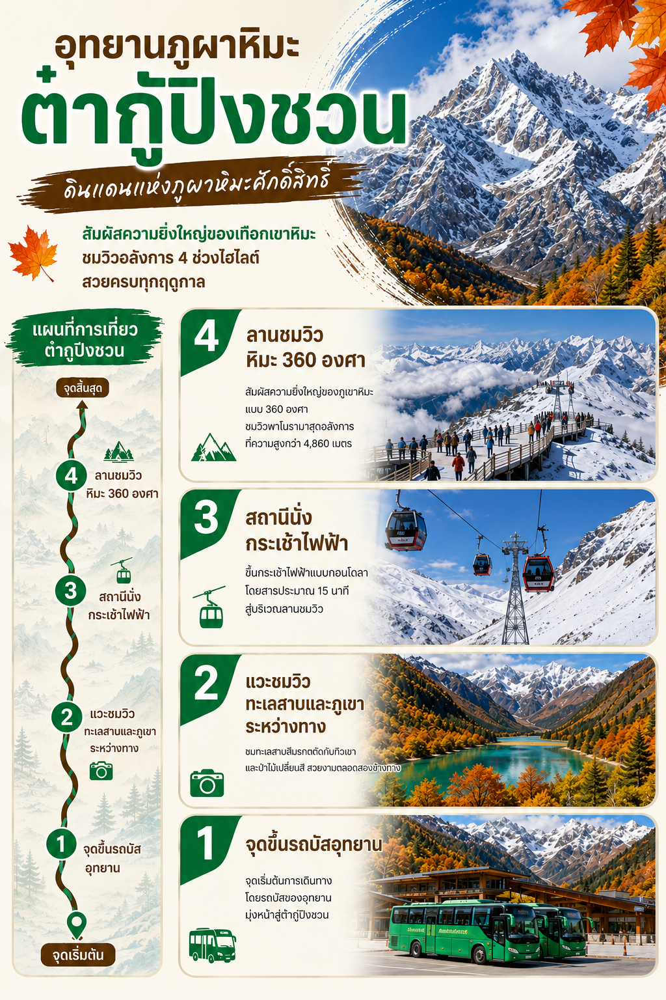 อุทยานภูผาหิมะ
ต๋ากู่ปิงชวน
ดินแดนแห่งภูผาหิมะศักดิ์สิทธิ์
สัมผัสความยิ่งใหญ่ของเทือกเขาหิมะ
ชมวิวอลังการ 4 ช่วงไฮไลต์
สวยครบทุกฤดูกาล
แผนที่การเที่ยว
ตำกูปิงชวน
จุดสิ้นสุด
4
ลานชมวิว
หิมะ 360 องศา
3
สถานีนั่ง
กระเช้าไฟฟ้า
2
แวะชมวิว
ทะเลสาบและภูเขา
ระหว่างทาง
1
จุดขึ้นรถบัส
อุทยาน
จุดเริ่มต้น
4
ลานชมวิว
หิมะ 360 องศา
สัมผัสความยิ่งใหญ่ของภูเขาหิมะ
แบบ 360 องศา
ชมวิวพาโนรามาสุดอลังการ
ที่ความสูงกว่า 4,860 เมตร
3
สถานีนั่ง
กระเช้าไฟฟ้า
ขึ้นกระเช้าไฟฟ้าแบบกอนโดลา
โดยสารประมาณ 15 นาที
สู่บริเวณลานชมวิว
2
แวะชมวิว
ทะเลสาบและภูเขา
ระหว่างทาง
ชมทะเลสาบสีมรกตตัดกับทิวเขา
และป่าไม้เปลี่ยนสี สวยงามตลอดสองข้างทาง
1
จุดขึ้นรถบัสอุทยาน
จุดเริ่มต้นการเดินทาง
โดยรถบัสของอุทยาน
มุ่งหน้าสู่ต้ากู่ปิงชวน